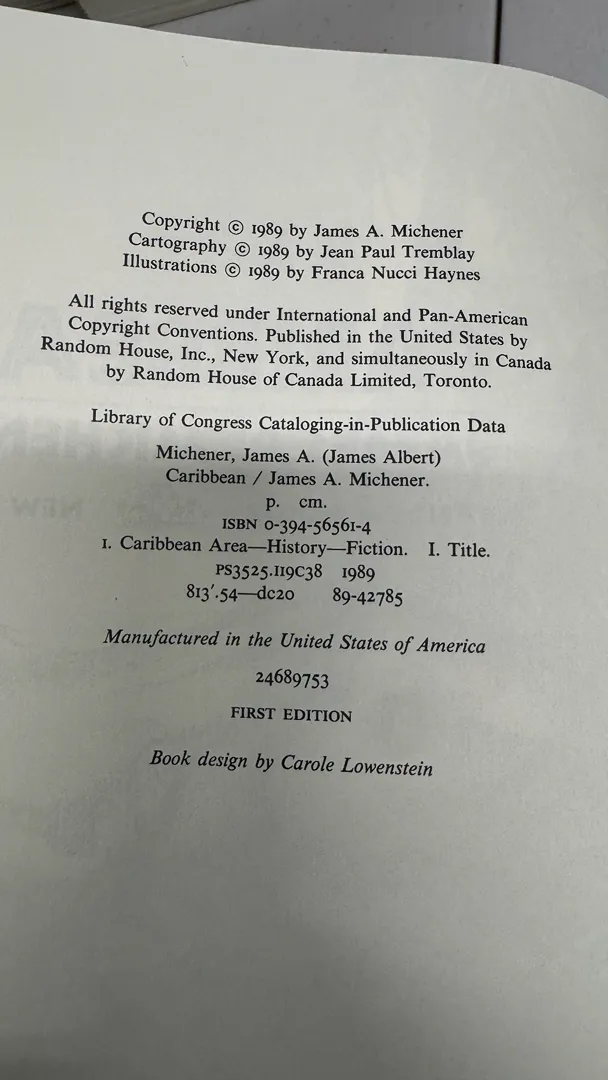 Copyright © 1989 by James A. Michener
Cartography © 1989 by Jean Paul Tremblay
Illustrations © 1989 by Franca Nucci Haynes
All rights reserved under International and Pan-American
Copyright Conventions. Published in the United States by
Random House, Inc., New York, and simultaneously in Canada
by Random House of Canada Limited, Toronto.
Library of Congress Cataloging-in-Publication Data
Michener, James A. (James Albert)
Caribbean / James A. Michener.
p. cm.
ISBN 0-394-56561-4
1. Caribbean Area—History—Fiction. I. Title.
PS3525.I19C38 1989
813'.54—dc20 89-42785
Manufactured in the United States of America
24689753
FIRST EDITION
Book design by Carole Lowenstein